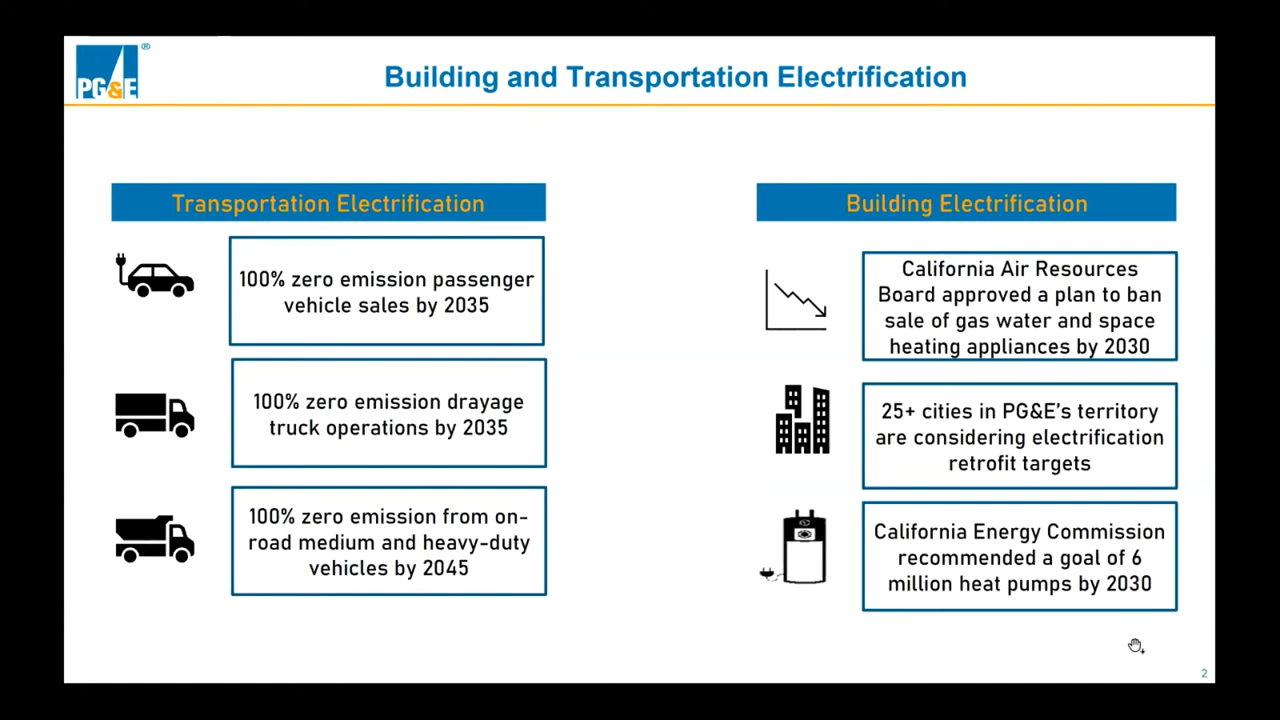 PG&E
®
Building and Transportation Electrification
Transportation Electrification
100% zero emission passenger
vehicle sales by 2035
100% zero emission drayage
truck operations by 2035
100% zero emission from on-
road medium and heavy-duty
vehicles by 2045
Building Electrification
California Air Resources
Board approved a plan to ban
sale of gas water and space
heating appliances by 2030
25+ cities in PG&E’s territory
are considering electrification
retrofit targets
California Energy Commission
recommended a goal of 6
million heat pumps by 2030
2